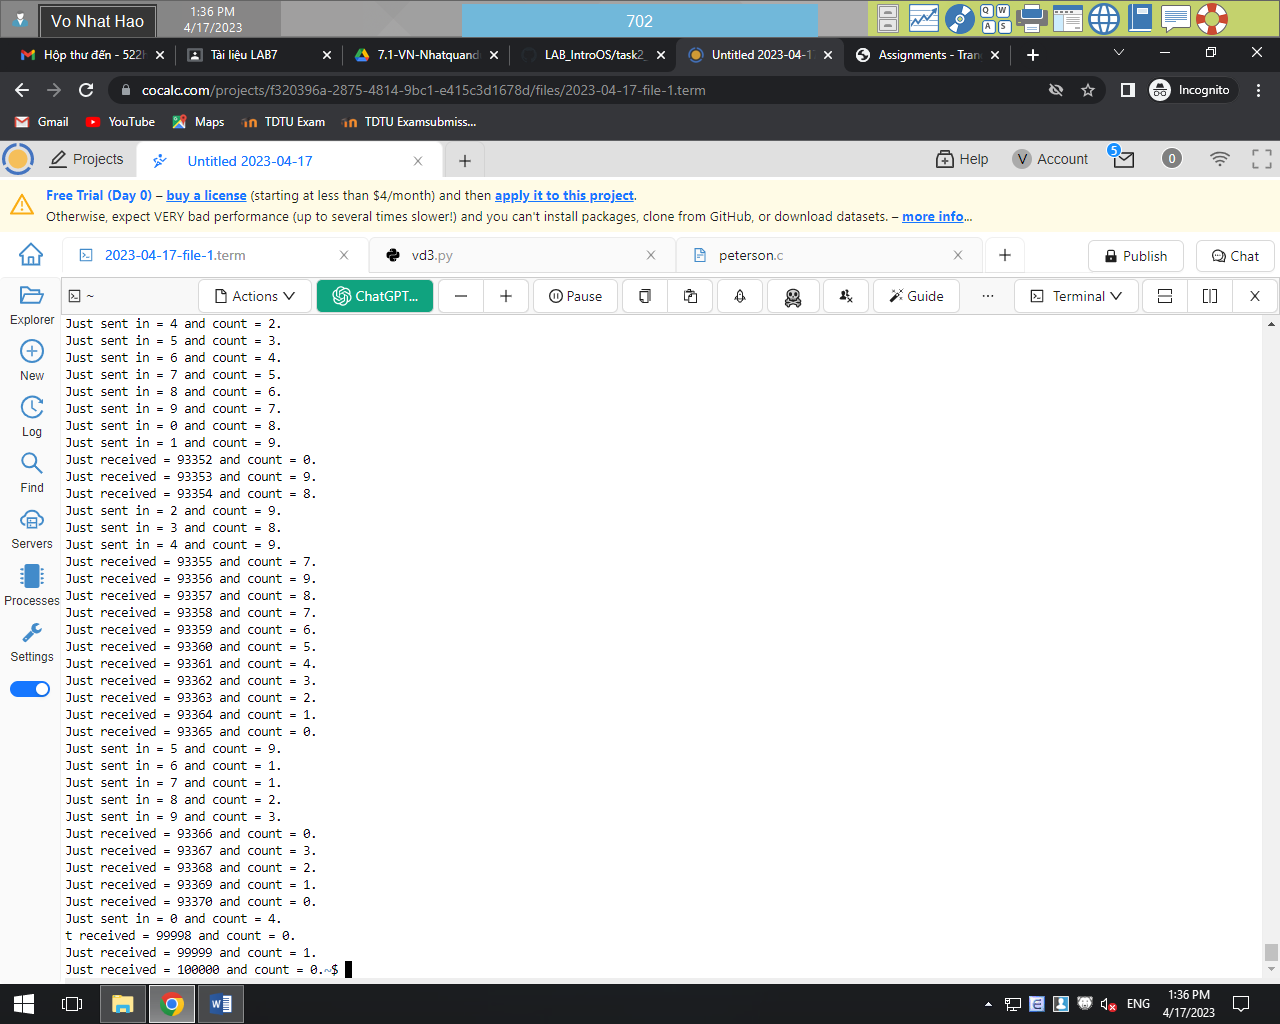 Vo Nhat Hao
1:36 PM
4/17/2023
702
Q W
A S
Hộp thư đến - 522
Tài liệu LAB7
7.1-VN-Nhatquand
LAB_IntroOS/task2_
Untitled 2023-04-1
Assignments - Tran
cocalc.com/projects/f320396a-2875-4814-9bc1-e415c3d1678d/files/2023-04-17-file-1.term
Incognito
Gmail
YouTube
Maps
TDTU Exam
TDTU Examsubmiss...
Projects
Untitled 2023-04-17
Help
V Account
5
0
Free Trial (Day 0) – buy a license (starting at less than $4/month) and then apply it to this project.
Otherwise, expect VERY bad performance (up to several times slower!) and you can't install packages, clone from GitHub, or download datasets. – more info...
2023-04-17-file-1.term
vd3.py
peterson.c
Publish
Chat
~
Actions
ChatGPT...
Pause
Guide
Terminal
Explorer
New
Log
Find
Servers
Processes
Settings
Just sent in = 4 and count = 2.
Just sent in = 5 and count = 3.
Just sent in = 6 and count = 4.
Just sent in = 7 and count = 5.
Just sent in = 8 and count = 6.
Just sent in = 9 and count = 7.
Just sent in = 0 and count = 8.
Just sent in = 1 and count = 9.
Just received = 93352 and count = 0.
Just received = 93353 and count = 9.
Just received = 93354 and count = 8.
Just sent in = 2 and count = 9.
Just sent in = 3 and count = 8.
Just sent in = 4 and count = 9.
Just received = 93355 and count = 7.
Just received = 93356 and count = 9.
Just received = 93357 and count = 8.
Just received = 93358 and count = 7.
Just received = 93359 and count = 6.
Just received = 93360 and count = 5.
Just received = 93361 and count = 4.
Just received = 93362 and count = 3.
Just received = 93363 and count = 2.
Just received = 93364 and count = 1.
Just received = 93365 and count = 0.
Just sent in = 5 and count = 9.
Just sent in = 6 and count = 1.
Just sent in = 7 and count = 1.
Just sent in = 8 and count = 2.
Just sent in = 9 and count = 3.
Just received = 93366 and count = 0.
Just received = 93367 and count = 3.
Just received = 93368 and count = 2.
Just received = 93369 and count = 1.
Just received = 93370 and count = 0.
Just sent in = 0 and count = 4.
t received = 99998 and count = 0.
Just received = 99999 and count = 1.
Just received = 100000 and count = 0.~$
ENG
1:36 PM
4/17/2023